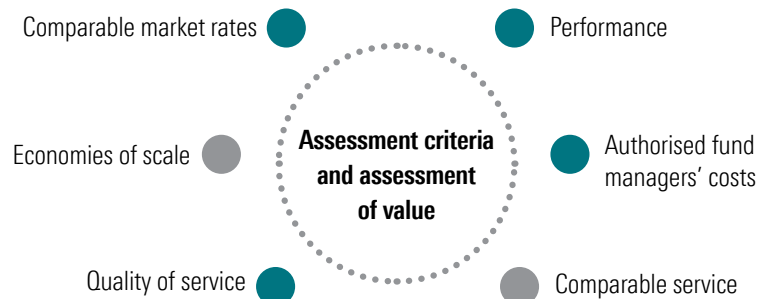 Comparable market rates
Performance
Economies of scale
Assessment criteria
and assessment
of value
Authorised fund
managers’ costs
Quality of service
Comparable service